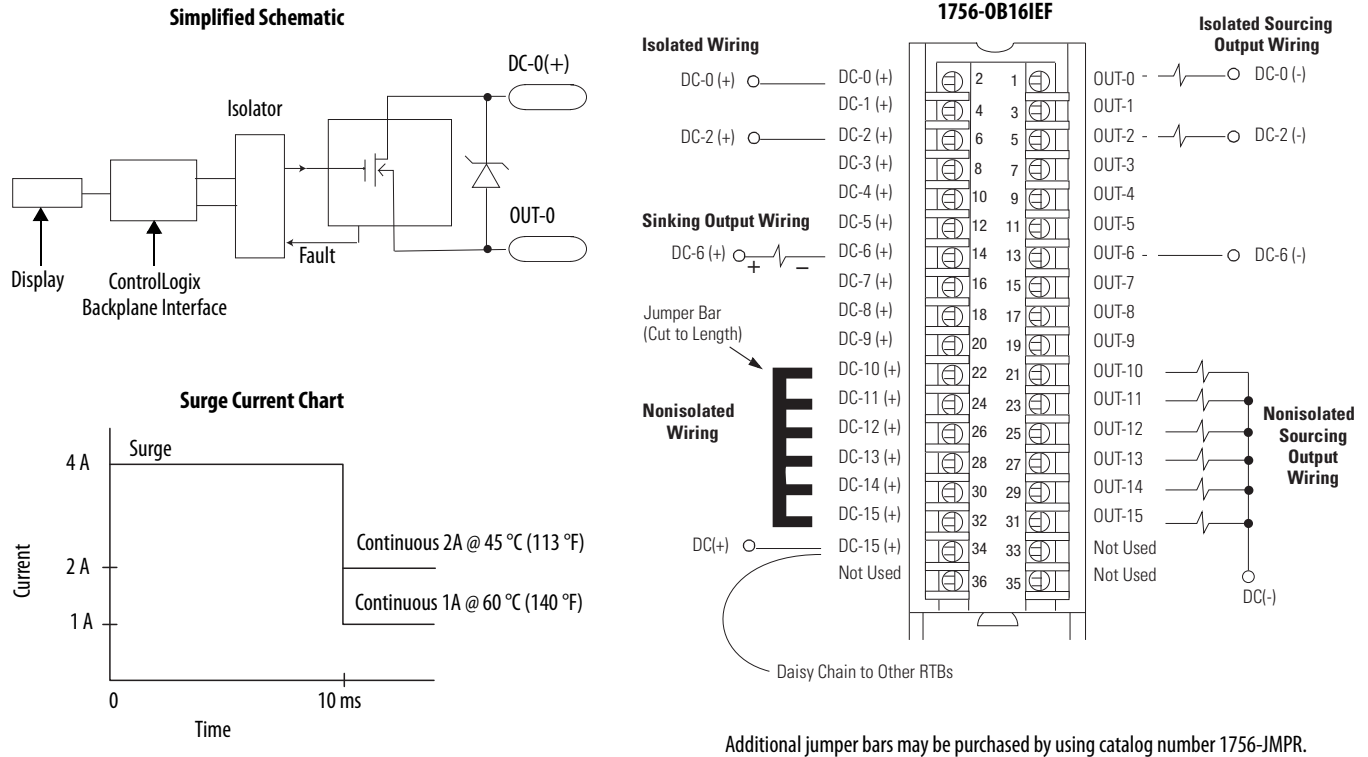 Simplified Schematic
DC-0(+)
Isolator
OUT-0
Fault
Display
ControlLogix
Backplane Interface
Surge Current Chart
Surge
4 A
Continuous 2A @ 45 °C (113 °F)
2 A
Continuous 1A @ 60 °C (140 °F)
1 A
Current
0
10 ms
Time
1756-OB16IEF
Isolated Wiring
Isolated Sourcing
Output Wiring
DC-0 (+) DC-0 (+) 2 1 OUT-0 DC-0 (-)
DC-1 (+) 4 3 OUT-1
DC-2 (+) DC-2 (+) 6 5 OUT-2 DC-2 (-)
DC-3 (+) 8 7 OUT-3
DC-4 (+) 10 9 OUT-4
Sinking Output Wiring
DC-5 (+) 12 11 OUT-5
DC-6 (+) + – DC-6 (+) 14 13 OUT-6 DC-6 (-)
DC-7 (+) 16 15 OUT-7
Jumper Bar
(Cut to Length)
DC-8 (+) 18 17 OUT-8
DC-9 (+) 20 19 OUT-9
DC-10 (+) 22 21 OUT-10
DC-11 (+) 24 23 OUT-11
Nonisolated
Wiring
DC-12 (+) 26 25 OUT-12
Nonisolated
Sourcing
Output
Wiring
DC-13 (+) 28 27 OUT-13
DC-14 (+) 30 29 OUT-14
DC-15 (+) 32 31 OUT-15
DC(+) DC-15 (+) 34 33 Not Used
Not Used 36 35 Not Used
DC(-)
Daisy Chain to Other RTBs
Additional jumper bars may be purchased by using catalog number 1756-JMPR.